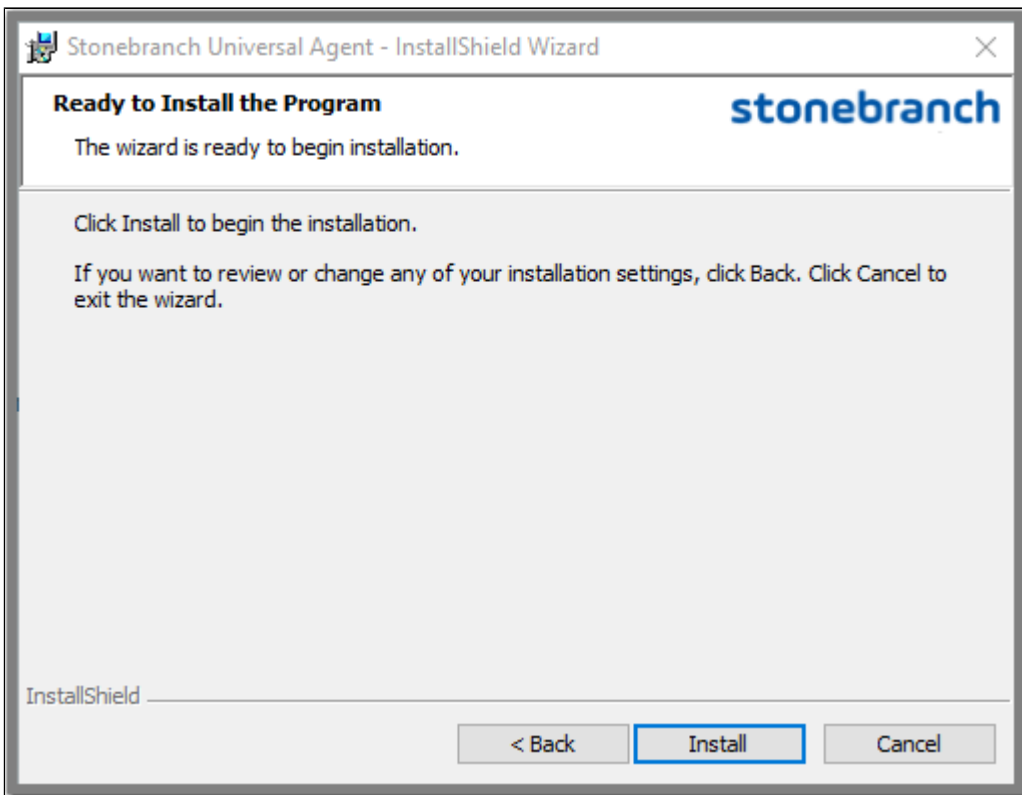 Stonebranch Universal Agent - InstallShield Wizard
Ready to Install the Program
stonebranch
The wizard is ready to begin installation.
Click Install to begin the installation.
If you want to review or change any of your installation settings, click Back. Click Cancel to
exit the wizard.
InstallShield
< Back
Install
Cancel